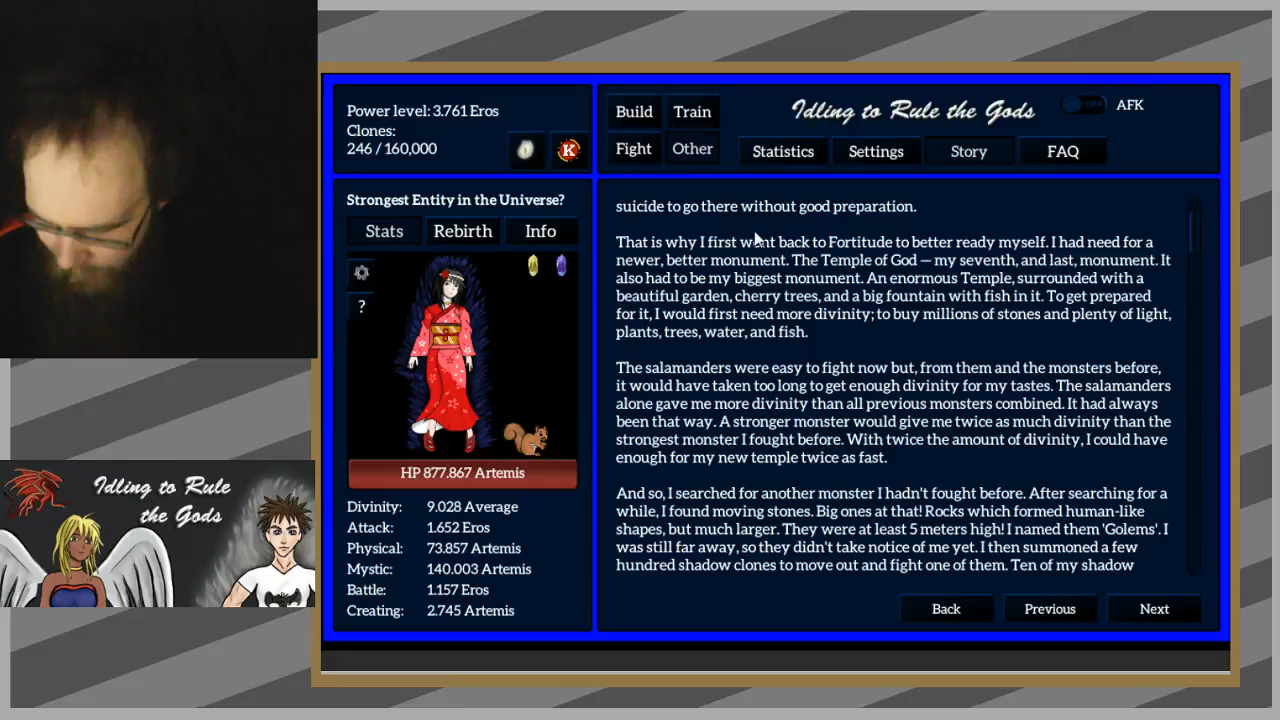 Power level: 3.761 Eros
Clones:
246 / 160,000
K
Build
Train
Idling to Rule the Gods
OFF
AFK
Fight
Other
Statistics
Settings
Story
FAQ
Strongest Entity in the Universe?
Stats
Rebirth
Info
?
HP 877.867 Artemis
Divinity: 9.028 Average
Attack: 1.652 Eros
Physical: 73.857 Artemis
Mystic: 140.003 Artemis
Battle: 1.157 Eros
Creating: 2.745 Artemis
suicide to go there without good preparation.
That is why I first went back to Fortitude to better ready myself. I had need for a
newer, better monument. The Temple of God — my seventh, and last, monument. It
also had to be my biggest monument. An enormous Temple, surrounded with a
beautiful garden, cherry trees, and a big fountain with fish in it. To get prepared
for it, I would first need more divinity; to buy millions of stones and plenty of light,
plants, trees, water, and fish.
The salamanders were easy to fight now but, from them and the monsters before,
it would have taken too long to get enough divinity for my tastes. The salamanders
alone gave me more divinity than all previous monsters combined. It had always
been that way. A stronger monster would give me twice as much divinity than the
strongest monster I fought before. With twice the amount of divinity, I could have
enough for my new temple twice as fast.
And so, I searched for another monster I hadn't fought before. After searching for a
while, I found moving stones. Big ones at that! Rocks which formed human-like
shapes, but much larger. They were at least 5 meters high! I named them 'Golems'. I
was still far away, so they didn't take notice of me yet. I then summoned a few
hundred shadow clones to move out and fight one of them. Ten of my shadow
Back
Previous
Next
Idling to Rule
the Gods